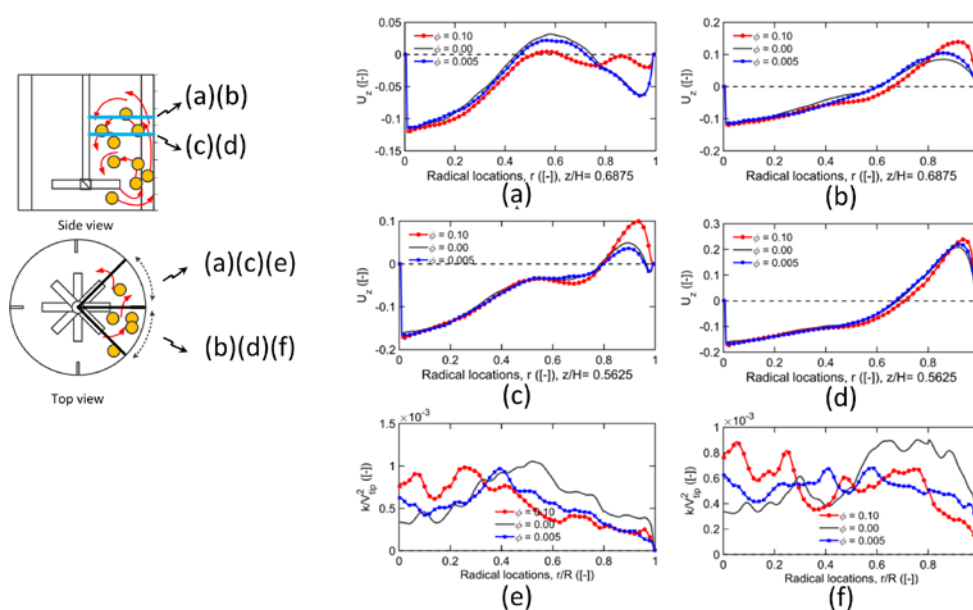 (a)(b)
(c)(d)
Side view
(a)(c)(e)
(b)(d)(f)
Top view
0.05
0
-0.05
-0.1
-0.15
U_z ([-])
ϕ = 0.10
ϕ = 0.00
ϕ = 0.005
0 0.2 0.4 0.6 0.8 1
Radical locations, r ([-]), z/H= 0.6875
(a)
0.2
0.1
0
-0.1
0.2
U_z ([-])
ϕ = 0.10
ϕ = 0.00
ϕ = 0.005
0 0.2 0.4 0.6 0.8
Radical locations, r ([-]), z/H= 0.6875
(b)
0.1
0
-0.1
-0.2
U_z ([-])
ϕ = 0.10
ϕ = 0.00
ϕ = 0.005
0 0.2 0.4 0.6 0.8 1
Radical locations, r ([-]), z/H= 0.5625
(c)
0.3
0.2
0.1
0
-0.1
0.2
U_z ([-])
ϕ = 0.10
ϕ = 0.00
ϕ = 0.005
0 0.2 0.4 0.6 0.8
Radical locations, r ([-]), z/H= 0.5625
(d)
×10^-3
1.5
1
0.5
0
k/V²_tip ([-])
ϕ = 0.10
ϕ = 0.00
ϕ = 0.005
0 0.2 0.4 0.6 0.8 1
Radical locations, r/R ([-])
(e)
×10^-3
1
0.8
0.6
0.4
0.2
0
k/V²_tip ([-])
ϕ = 0.10
ϕ = 0.00
ϕ = 0.005
0 0.2 0.4 0.6 0.8
Radical locations, r/R ([-])
(f)